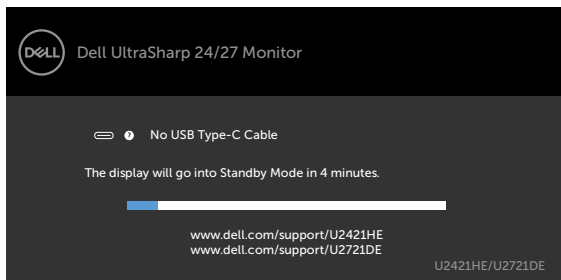 DELL
Dell UltraSharp 24/27 Monitor
? No USB Type-C Cable
The display will go into Standby Mode in 4 minutes.
www.dell.com/support/U2421HE
www.dell.com/support/U2721DE
U2421HE/U2721DE